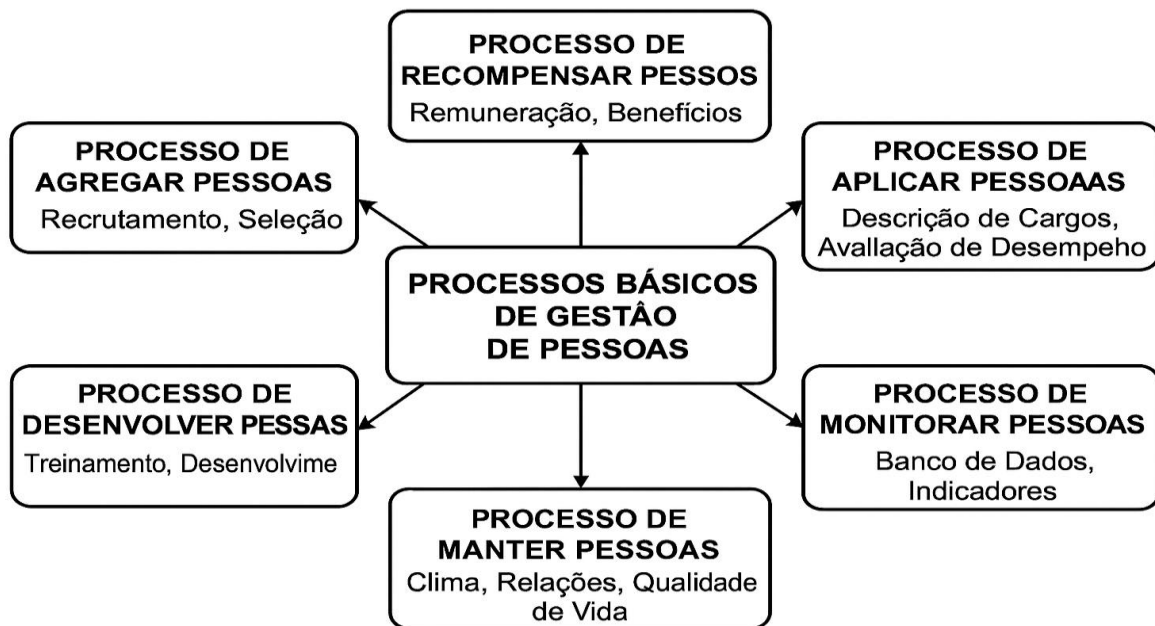 PROCESSO DE
RECOMPENSAR PESSOS
Remuneração, Benefícios
PROCESSO DE
AGREGAR PESSOAS
Recrutamento, Seleção
PROCESSO DE
APLICAR PESSOAAS
Descrição de Cargos,
Avallação de Desempeho
PROCESSOS BÁSICOS
DE GESTÂO
DE PESSOAS
PROCESSO DE
DESENVOLVER PESSAS
Treinamento, Desenvolvime
PROCESSO DE
MONITORAR PESSOAS
Banco de Dados,
Indicadores
PROCESSO DE
MANTER PESSOAS
Clima, Relações, Qualidade
de Vida